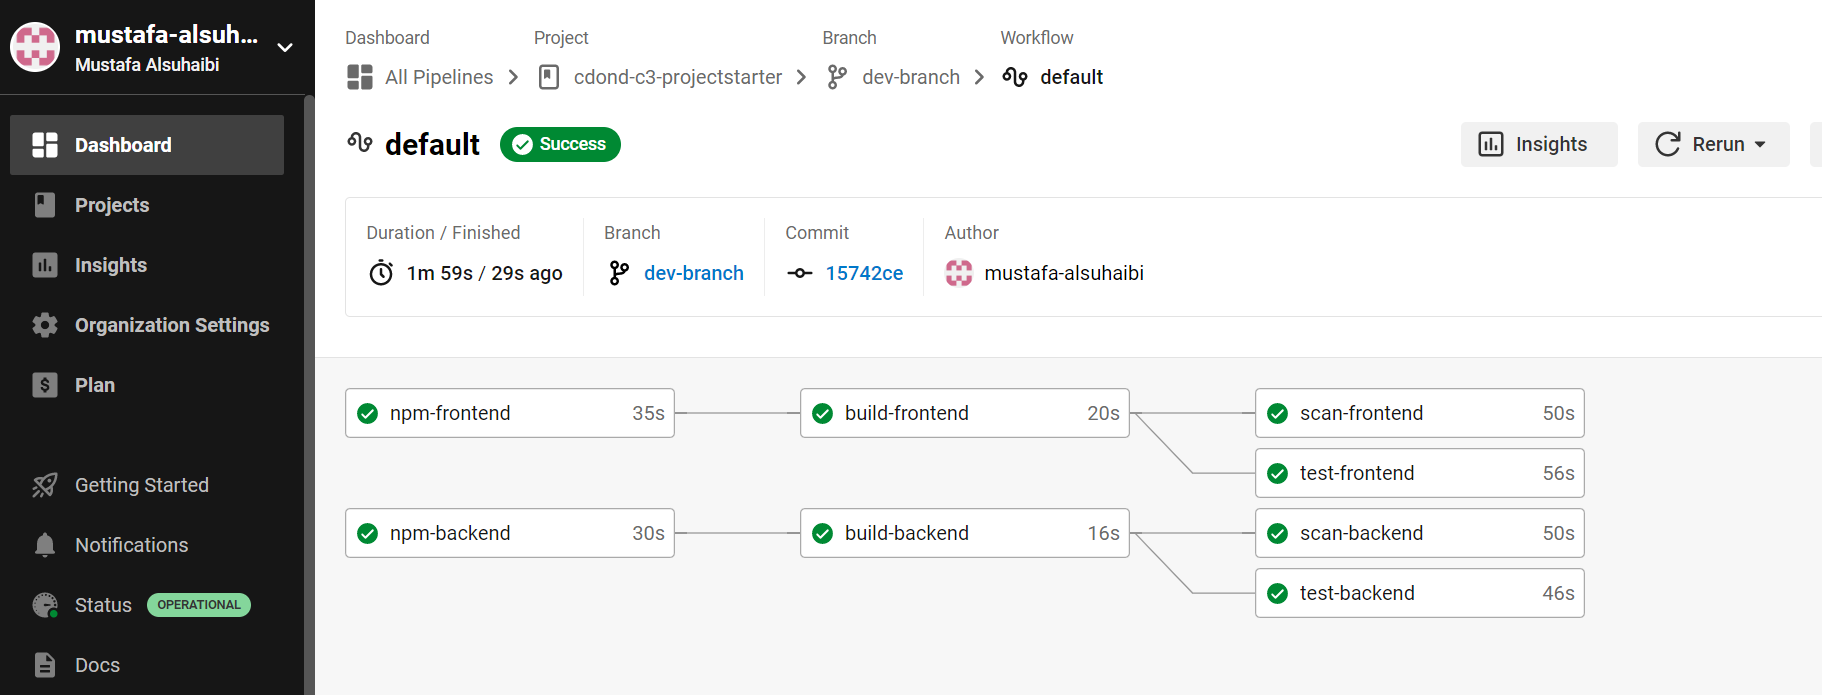 mustafa-alsuh...
Mustafa Alsuhaibi
Dashboard
Projects
Insights
Organization Settings
$ Plan
Getting Started
Notifications
Status OPERATIONAL
Docs
Dashboard Project Branch Workflow
All Pipelines cdond-c3-projectstarter dev-branch default
default Success
Insights Rerun
Duration / Finished Branch Commit Author
1m 59s / 29s ago dev-branch 15742ce mustafa-alsuhaibi
npm-frontend 35s build-frontend 20s scan-frontend 50s
test-frontend 56s
npm-backend 30s build-backend 16s scan-backend 50s
test-backend 46s